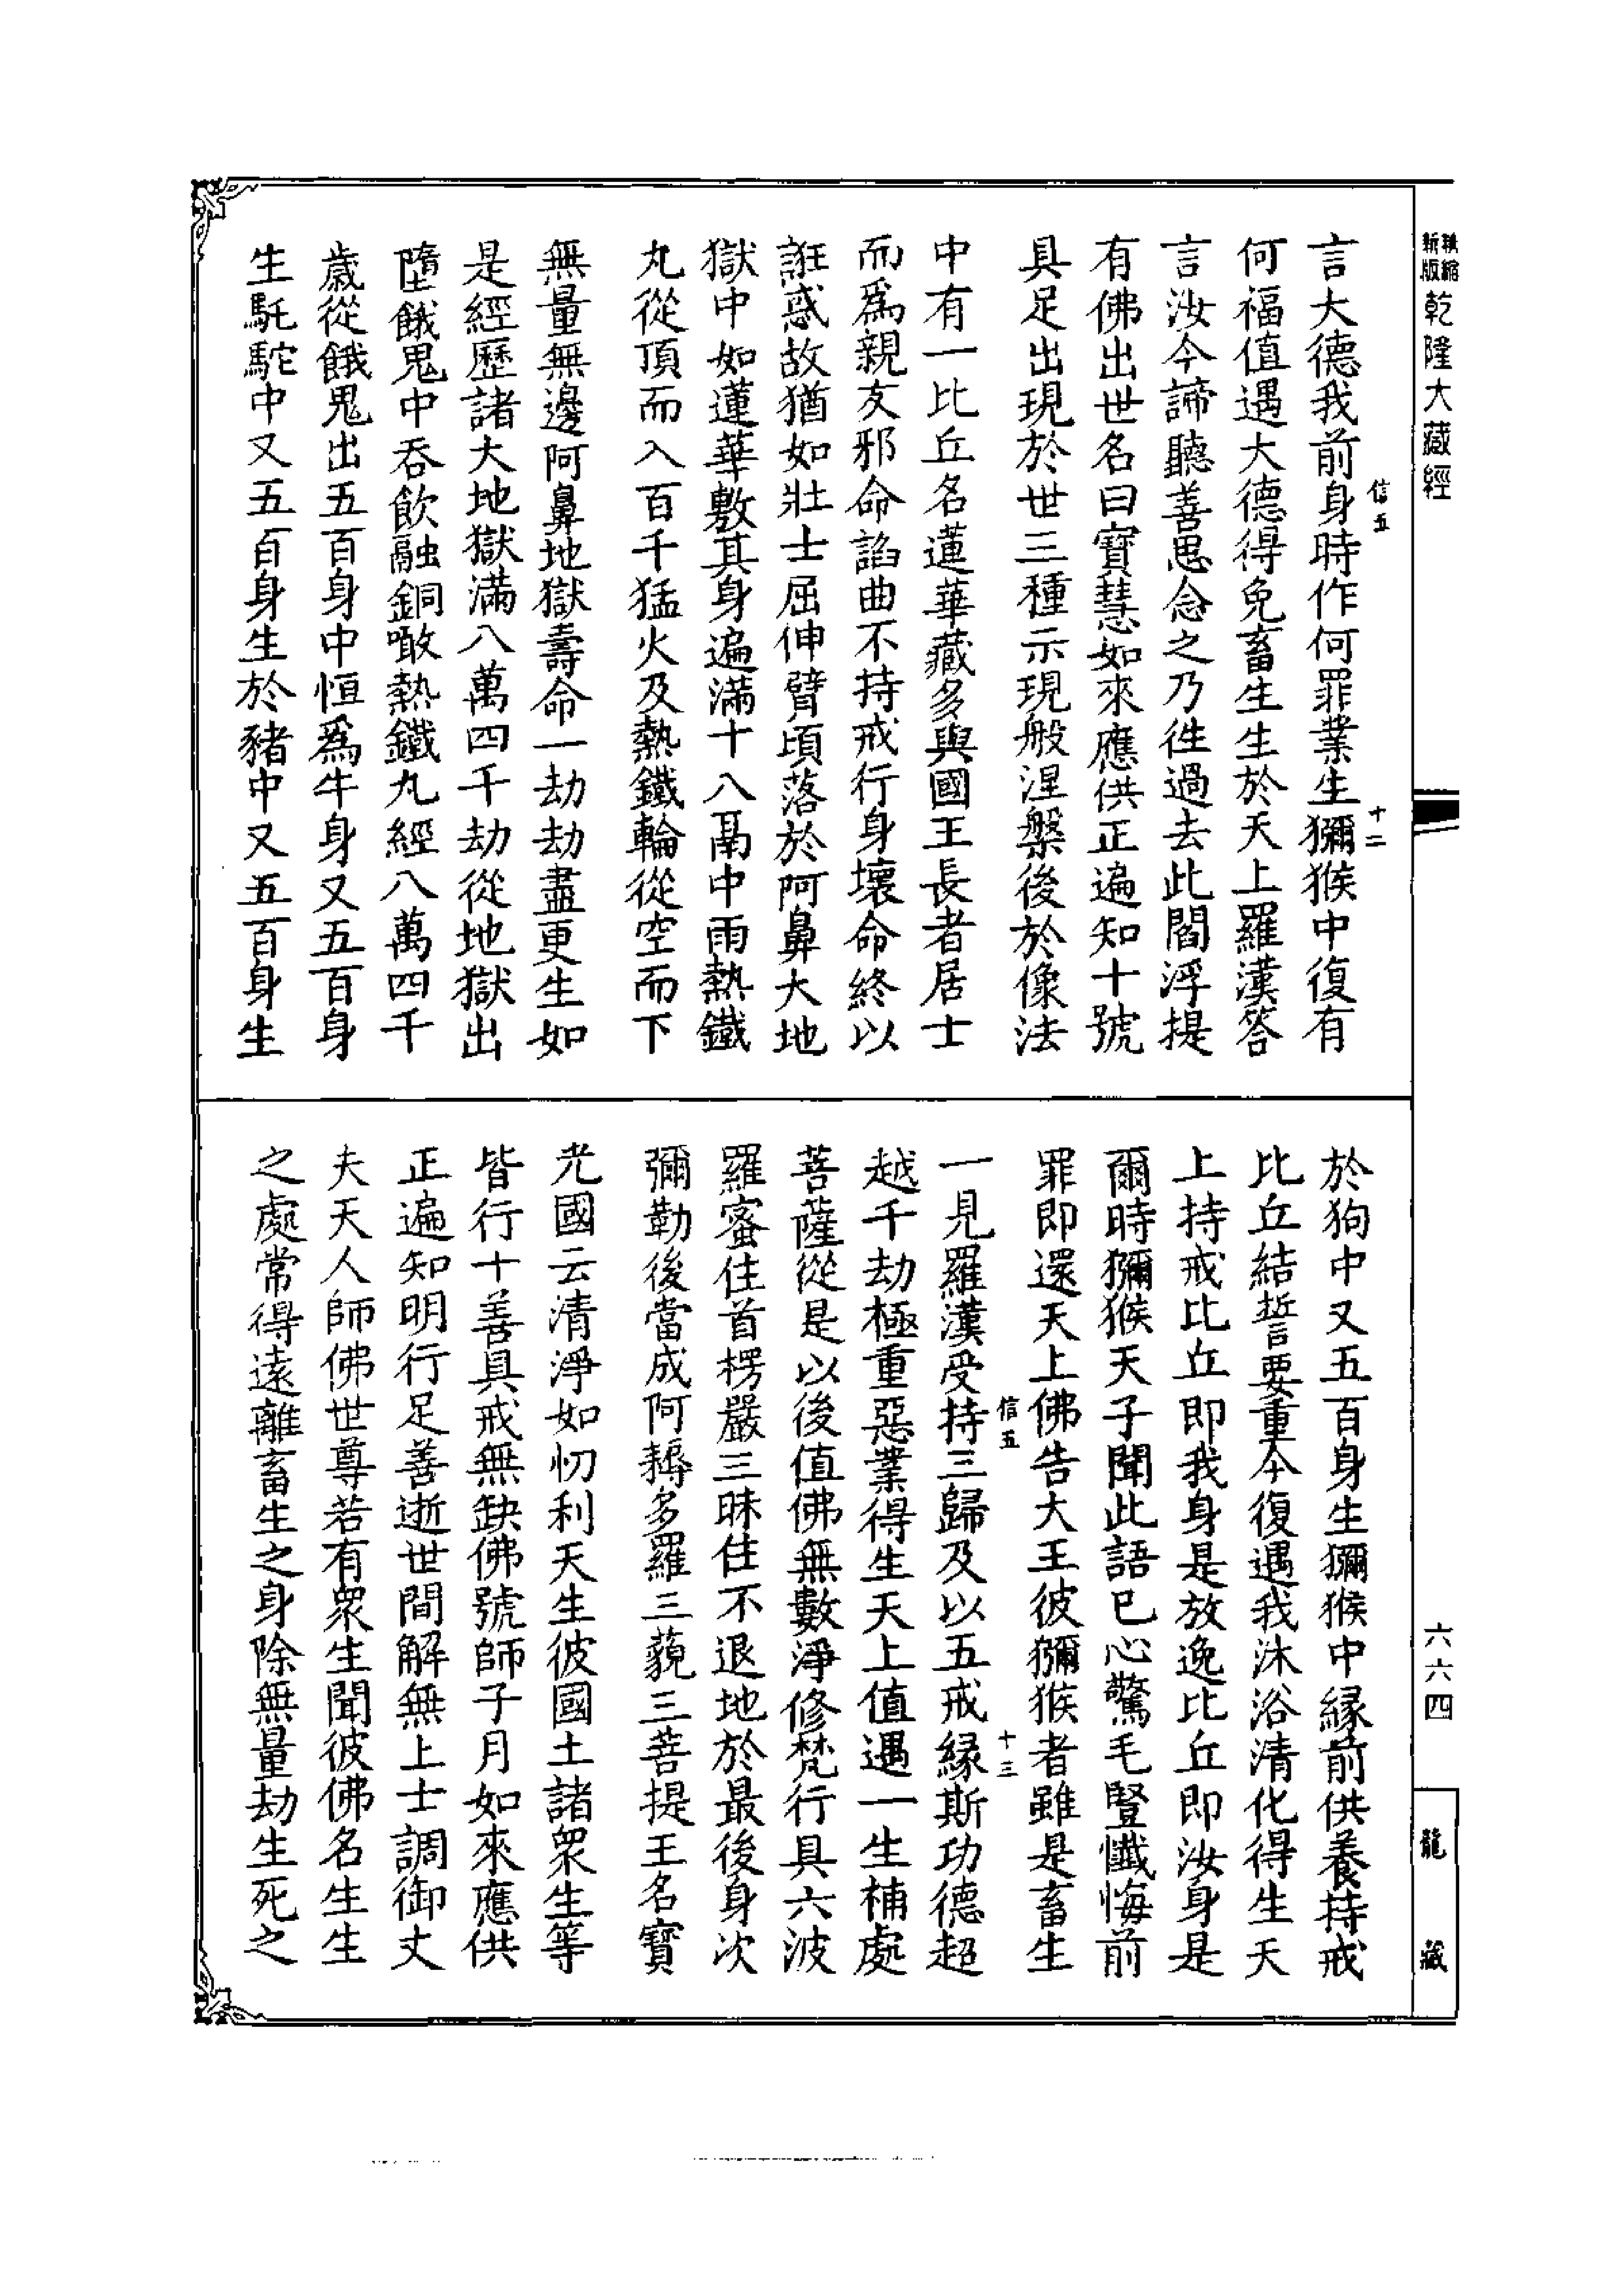 新版
縮
乾隆大藏經
言大德我前身時作何罪業生獼猴中復有
何福值遇大德得免畜生生於天上羅漢答
言汝今諦聽善思念之乃徃過去此閻浮提
有佛出世名曰寶慧如來應供正遍知十號
具足出現於世三種示現般涅槃後於像法
中有一比丘名蓮華藏多與國王長者居士
而爲親友邪命諂曲不持戒行身壞命終以
誑惑故猶如壯士屈伸臂頃落於阿鼻大地
獄中如蓮華敷其身遍滿十八鬲中雨熱鐵
丸從頂而入百千猛火及熱鐵輪從空而下
無量無邊阿鼻地獄壽命一劫劫盡更生如
是經歷諸大地獄滿八萬四千劫從地獄出
墮餓鬼中吞飲融銅噉熱鐵丸經八萬四千
歲從餓鬼出五百身中恒爲牛身又五百身
生駞駝中又五百身生於豬中又五百身生
信五
十二
於狗中又五百身生獼猴中緣前供養持戒
比丘結誓要重今復遇我沐浴清化得生天
上持戒比丘即我身是放逸比丘即汝身是
爾時獼猴天子聞此語已心驚毛豎懺悔前
罪即還天上佛告大王彼獼猴者雖是畜生
信五
十三
一見羅漢受持三歸及以五戒緣斯功德超
越千劫極重惡業得生天上值遇一生補處
菩薩從是以後值佛無數淨修梵行具六波
羅蜜住首楞嚴三昧住不退地於最後身次
彌勒後當成阿耨多羅三藐三菩提王名寶
光國云清淨如忉利天生彼國土諸衆生等
皆行十善具戒無缺佛號師子月如來應供
正遍知明行足善逝世間解無上士調御丈
夫天人師佛世尊若有衆生聞彼佛名生生
之處常得遠離畜生之身除無量劫生死之
六六四
龍藏